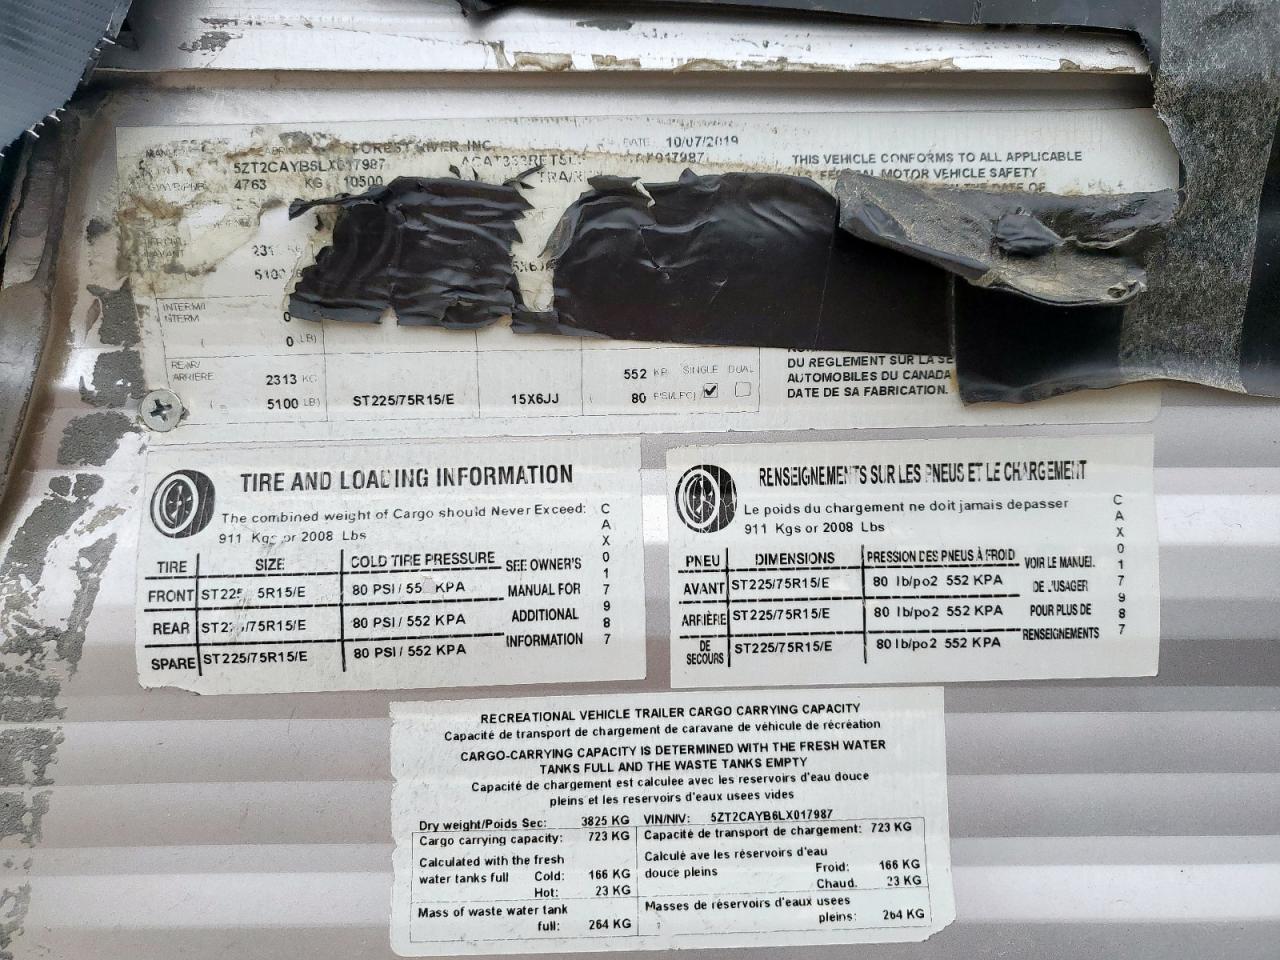 FOREST RIVER, INC. DATE 10/07/2019
5ZT2CAYB6LX017987
4763 KG 10500
THIS VEHICLE CONFORMS TO ALL APPLICABLE
MOTOR VEHICLE SAFETY
5100
0
0 LB)
REAR/
ARRIÈRE 2313 KG 552 SINGLE DUAL
5100 LB) ST225/75R15/E 15X6JJ 80
DU REGLEMENT SUR LA SE
AUTOMOBILES DU CANADA
DATE DE SA FABRICATION.
TIRE AND LOADING INFORMATION
The combined weight of Cargo should Never Exceed:
911 Kgs or 2008 Lbs
TIRE SIZE COLD TIRE PRESSURE SEE OWNER'S
FRONT ST225 5R15/E 80 PSI / 55 KPA MANUAL FOR
REAR ST22 /75R15/E 80 PSI / 552 KPA ADDITIONAL
SPARE ST225/75R15/E 80 PSI / 552 KPA INFORMATION
CAX017987
RENSEIGNEMENTS SUR LES PNEUS ET LE CHARGEMENT
Le poids du chargement ne doit jamais depasser
911 Kgs or 2008 Lbs
PNEU DIMENSIONS PRESSION DES PNEUS À FROID VOIR LE MANUEL
AVANT ST225/75R15/E 80 lb/po2 552 KPA DE L'USAGER
ARRIÈRE ST225/75R15/E 80 lb/po2 552 KPA POUR PLUS DE
DE SECOURS ST225/75R15/E 80 lb/po2 552 KPA RENSEIGNEMENTS
CAX017987
RECREATIONAL VEHICLE TRAILER CARGO CARRYING CAPACITY
Capacité de transport de chargement de caravane de véhicule de récréation
CARGO-CARRYING CAPACITY IS DETERMINED WITH THE FRESH WATER
TANKS FULL AND THE WASTE TANKS EMPTY
Capacité de chargement est calculee avec les reservoirs d'eau douce
pleins et les reservoirs d'eaux usees vides
Dry weight/Poids Sec: 3825 KG VIN/NIV: 5ZT2CAYB6LX017987
Cargo carrying capacity: 723 KG Capacité de transport de chargement: 723 KG
Calculated with the fresh Calculé ave les réservoirs d'eau
water tanks full Cold: 166 KG douce pleins Froid: 166 KG
Hot: 23 KG Chaud. 23 KG
Mass of waste water tank Masses de réservoirs d'eaux usees
full: 264 KG pleins: 264 KG